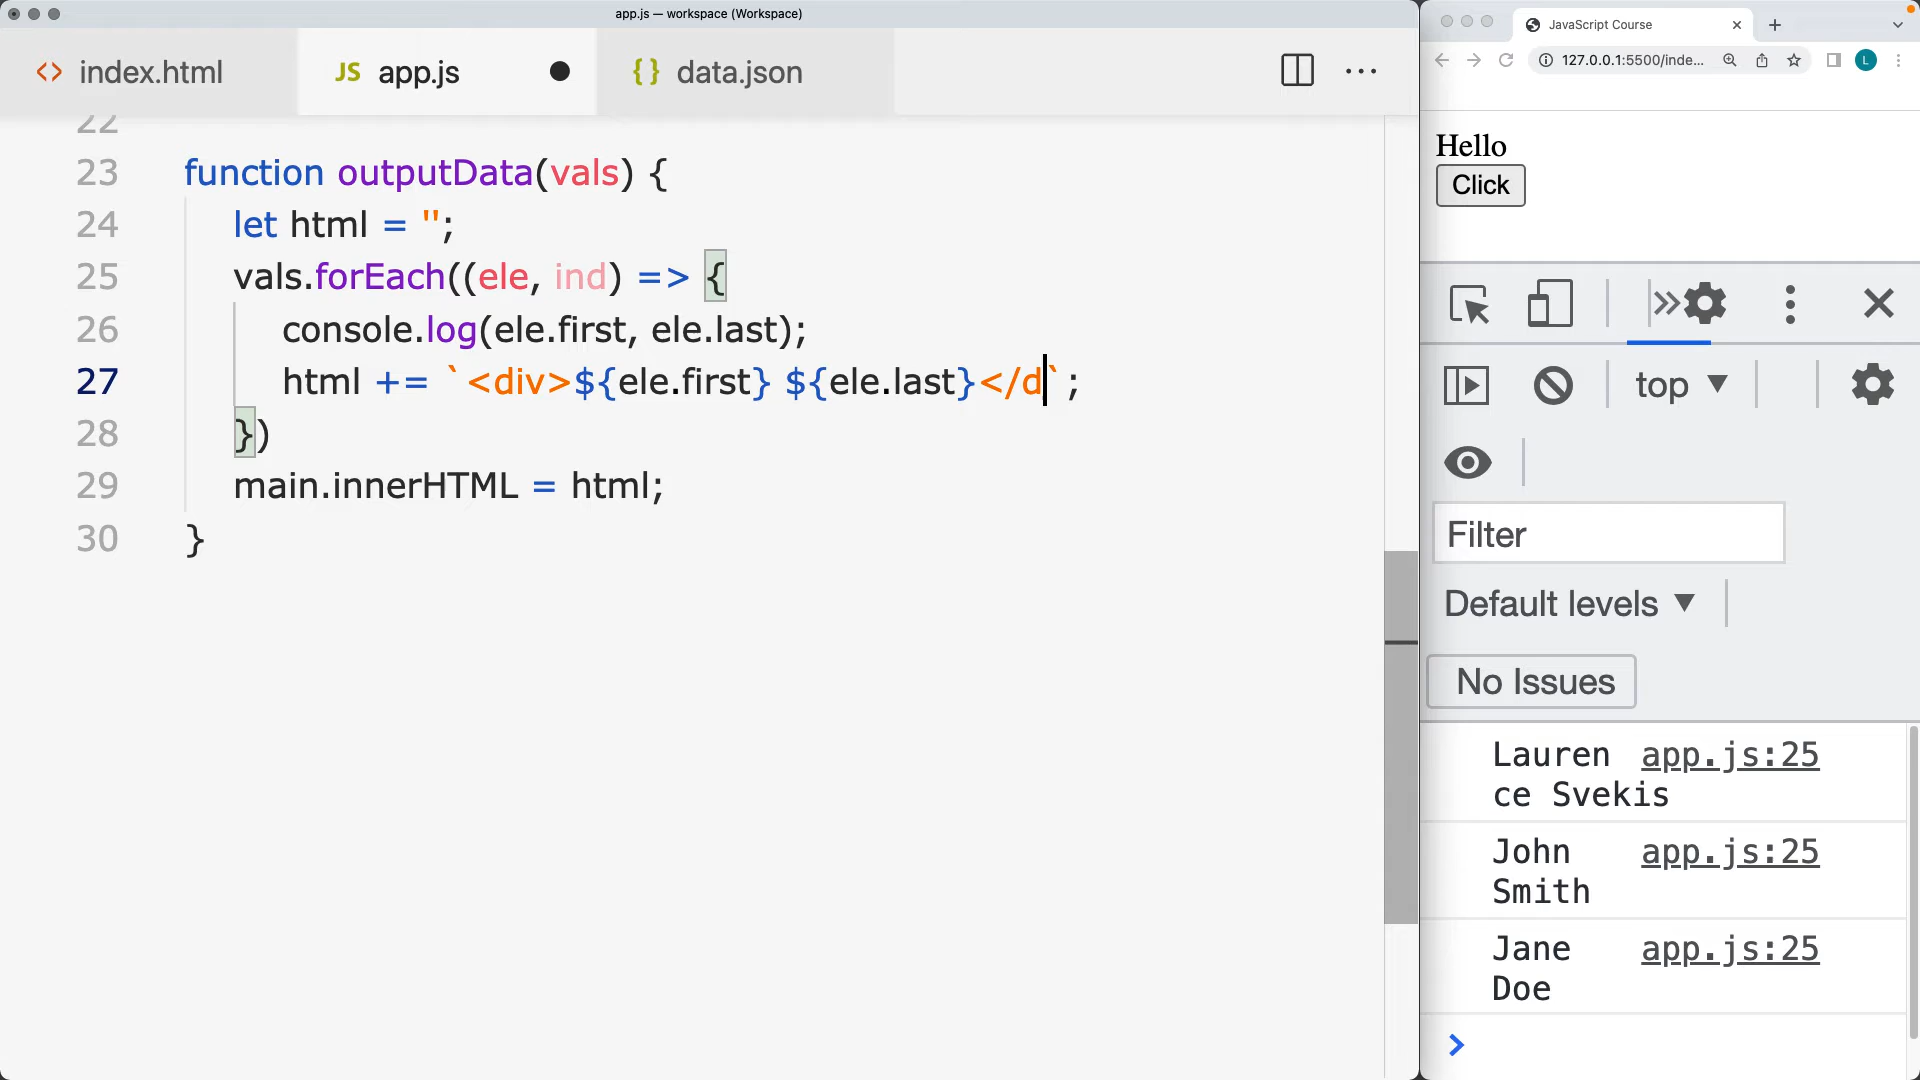 app.js — workspace (Workspace)
<> index.html
JS app.js
{} data.json
22
23 function outputData(vals) {
24 let html = '';
25 vals.forEach((ele, ind) => {
26 console.log(ele.first, ele.last);
27 html += `<div>${ele.first} ${ele.last}</d`;
28 })
29 main.innerHTML = html;
30 }
JavaScript Course
127.0.0.1:5500/inde...
L
Hello
Click
top
Filter
Default levels
No Issues
Lauren app.js:25
ce Svekis
John app.js:25
Smith
Jane app.js:25
Doe